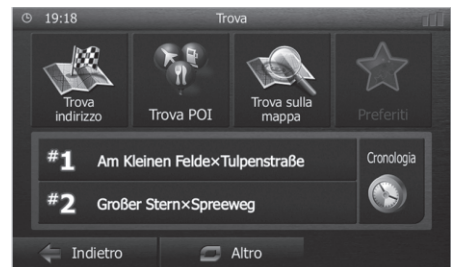 19:18 Trova
Trova
indirizzo
Trova POI
Trova sulla
mappa
Preferiti
#1 Am Kleinen Felde×Tulpenstraße
#2 Großer Stern×Spreeweg
Cronologia
Indietro
Altro